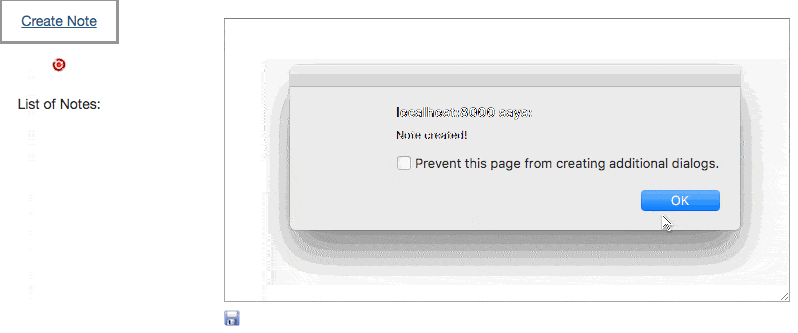 Create Note
List of Notes:
localhost:8000 says:
Note created!
Prevent this page from creating additional dialogs.
OK